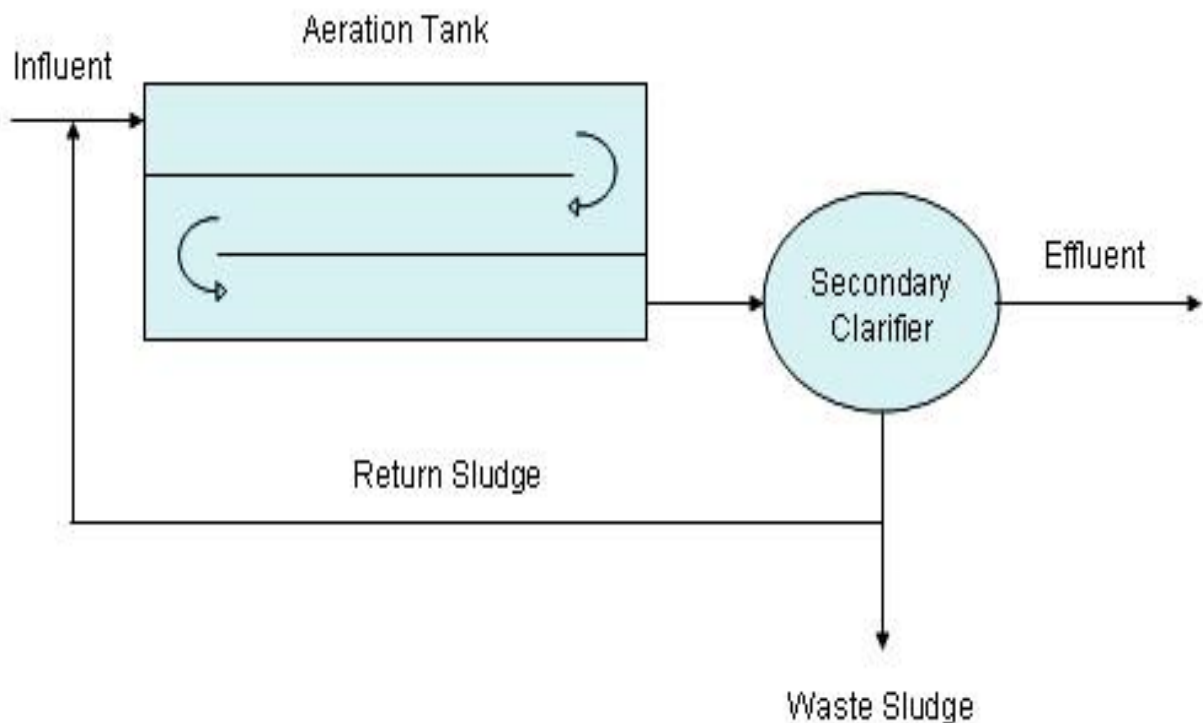 Aeration Tank
Influent
Secondary
Clarifier
Effluent
Return Sludge
Waste Sludge